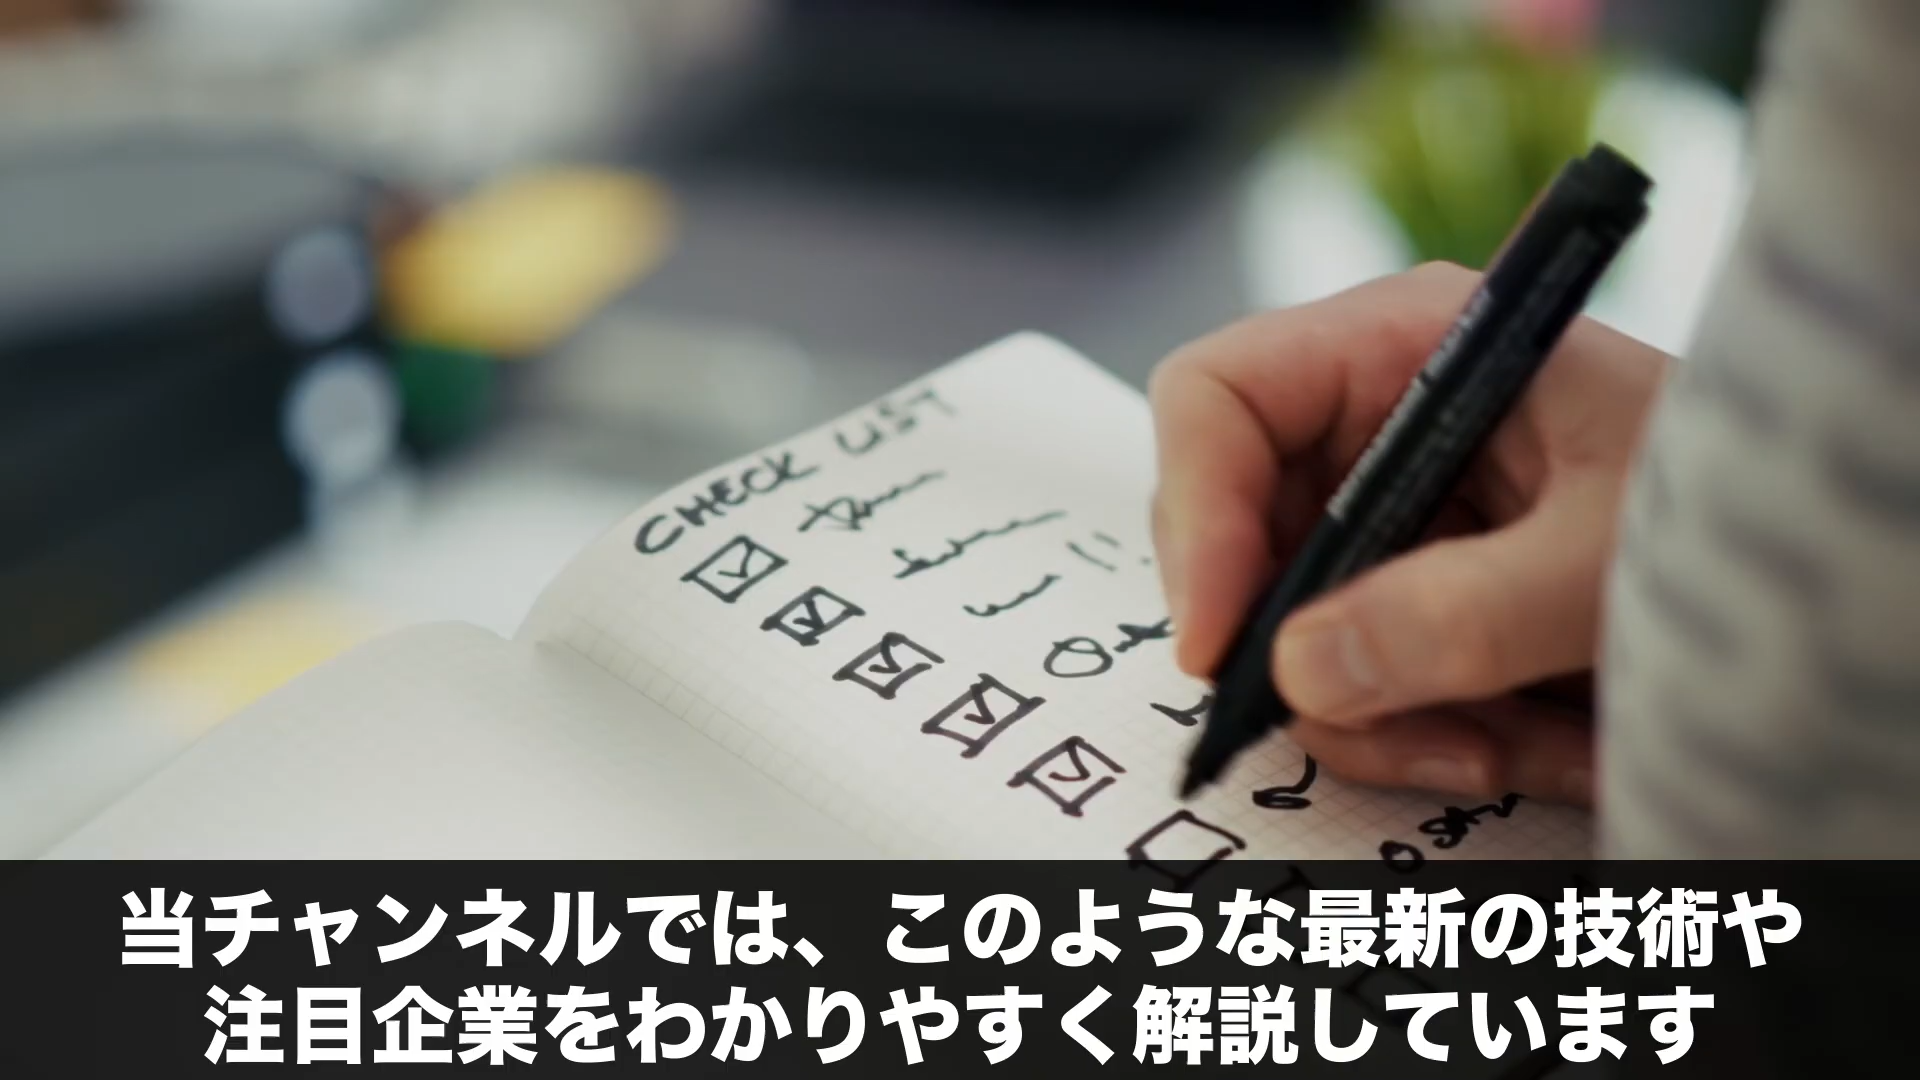 CHECK LIST
当チャンネルでは、このような最新の技術や
注目企業をわかりやすく解説しています